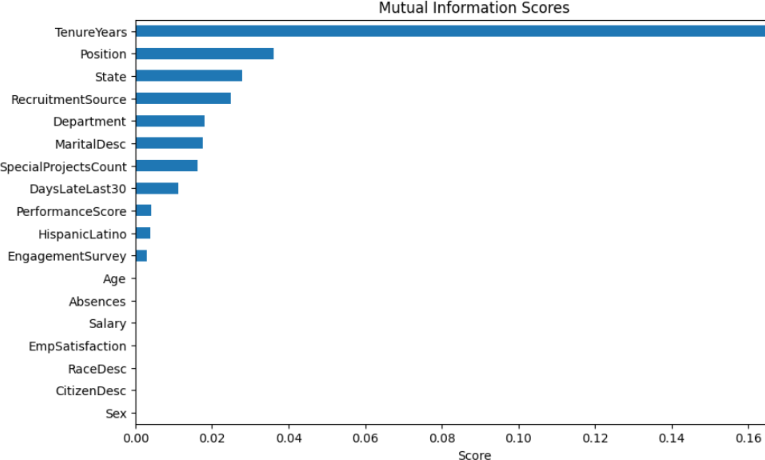 Mutual Information Scores
TenureYears
Position
State
RecruitmentSource
Department
MaritalDesc
SpecialProjectsCount
DaysLateLast30
PerformanceScore
HispanicLatino
EngagementSurvey
Age
Absences
Salary
EmpSatisfaction
RaceDesc
CitizenDesc
Sex
0.00 0.02 0.04 0.06 0.08 0.10 0.12 0.14 0.16
Score